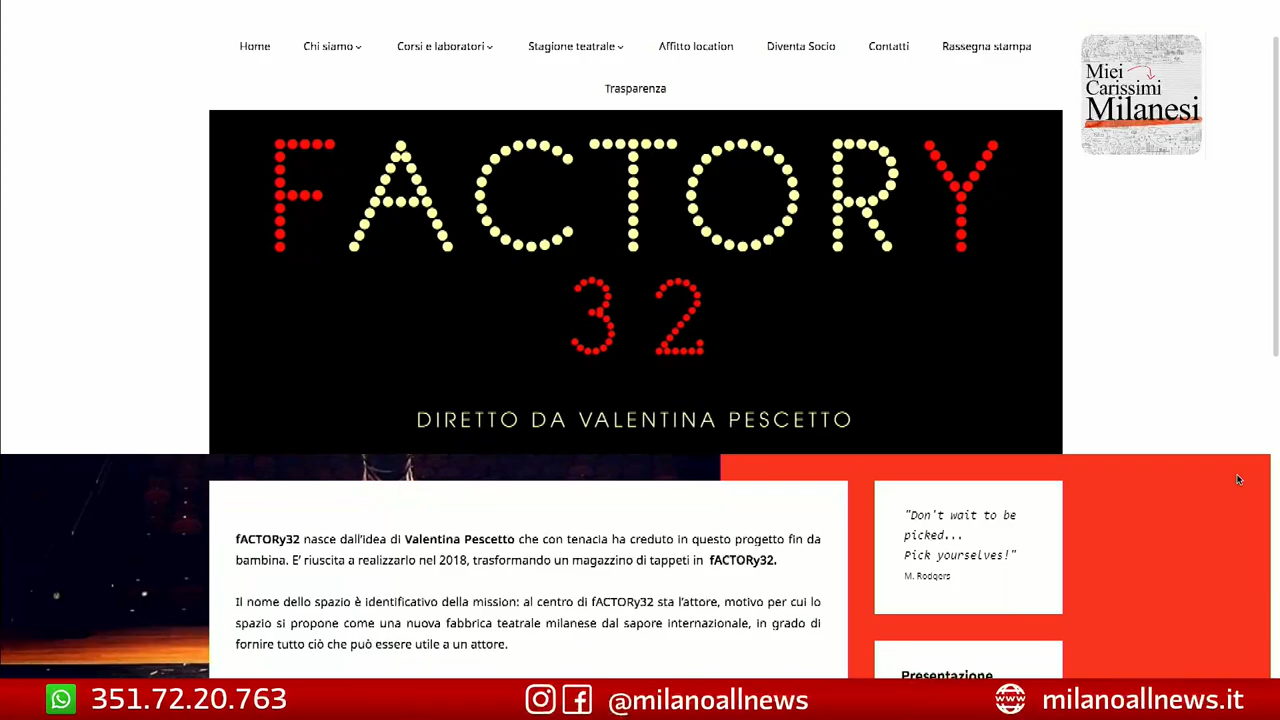 Home Chi siamo Corsi e laboratori Stagione teatrale Affitto location Diventa Socio Contatti Rassegna stampa
Trasparenza
Miei
Carissimi
Milanesi
FACTORY
32
DIRETTO DA VALENTINA PESCETTO
fACTORy32 nasce dall'idea di Valentina Pescetto che con tenacia ha creduto in questo progetto fin da
bambina. E' riuscita a realizzarlo nel 2018, trasformando un magazzino di tappeti in fACTORy32.
Il nome dello spazio è identificativo della mission: al centro di fACTORy32 sta l'attore, motivo per cui lo
spazio si propone come una nuova fabbrica teatrale milanese dal sapore internazionale, in grado di
fornire tutto ciò che può essere utile a un attore.
"Don't wait to be
picked...
Pick yourselves!"
M. Rodgers
Presentazione
351.72.20.763 @milanoallnews milanoallnews.it